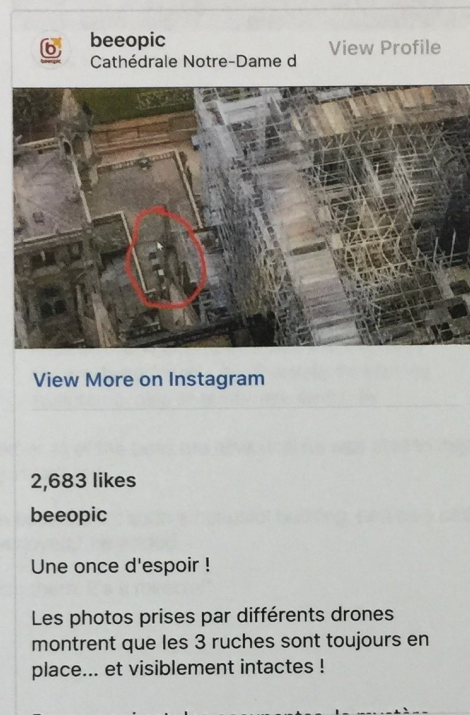 beeopic
beeopic
Cathédrale Notre-Dame d
View Profile
View More on Instagram
2,683 likes
beeopic
Une once d'espoir !
Les photos prises par différents drones
montrent que les 3 ruches sont toujours en
place... et visiblement intactes !